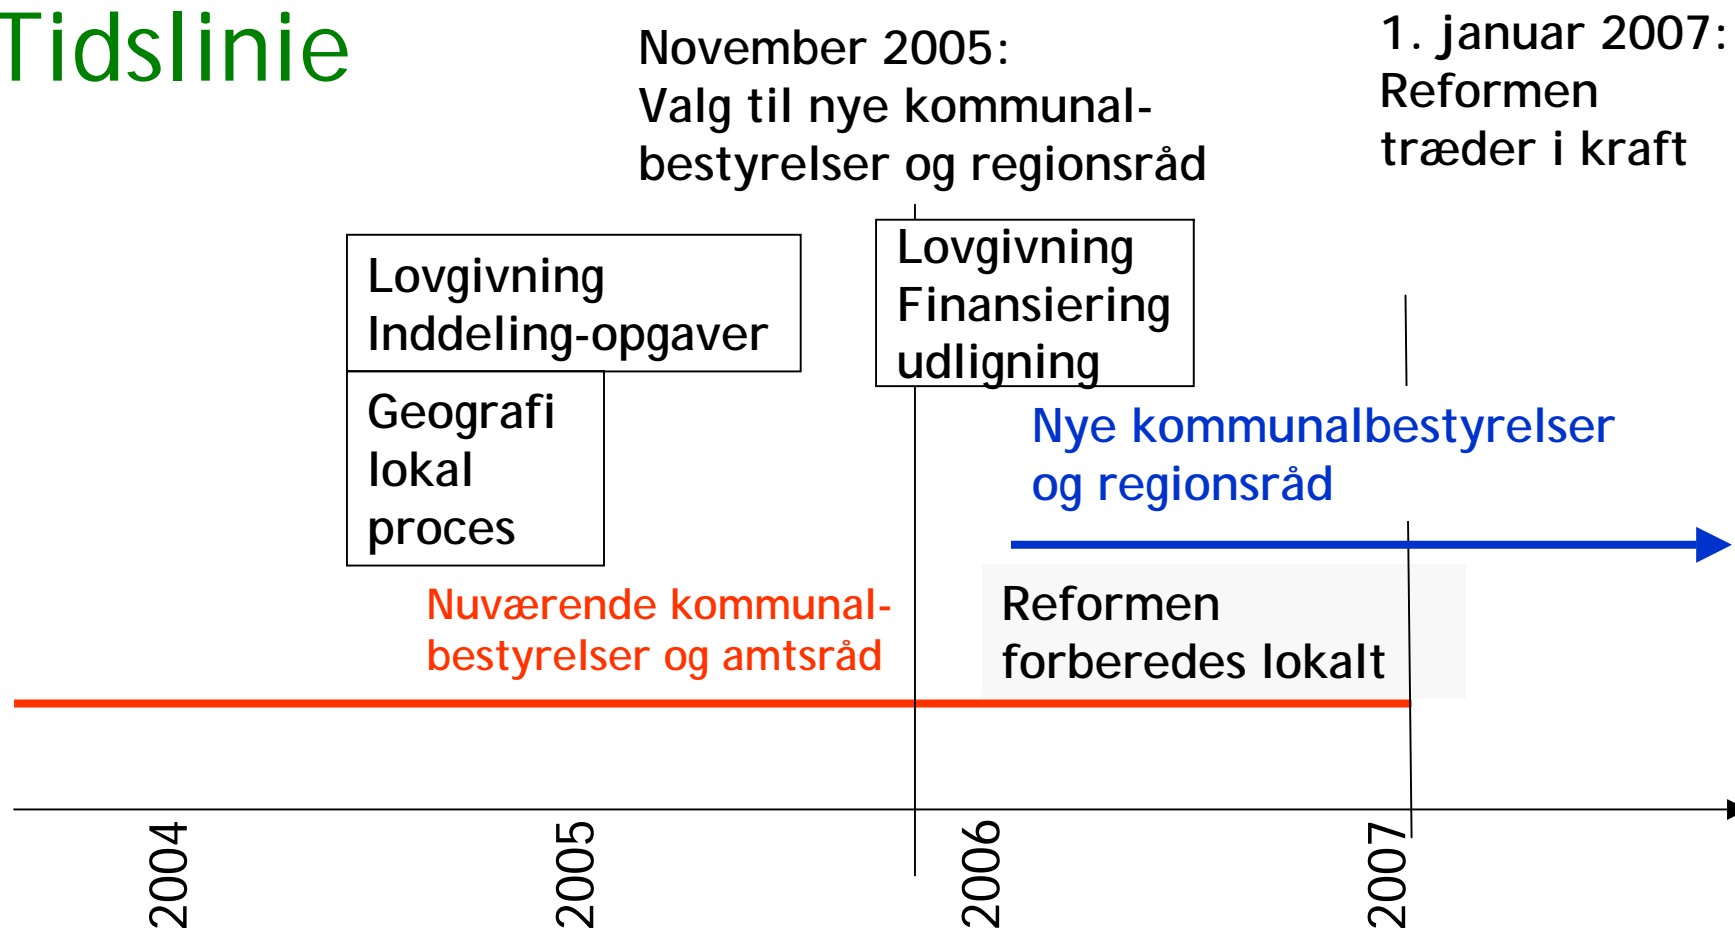 Tidslinie
November 2005:
Valg til nye kommunal-
bestyrelser og regionsråd
1. januar 2007:
Reformen
træder i kraft
Lovgivning
Inddeling-opgaver
Geografi
lokal
proces
Lovgivning
Finansiering
udligning
Nye kommunalbestyrelser
og regionsråd
Nuværende kommunal-
bestyrelser og amtsråd
Reformen
forberedes lokalt
2004
2005
2006
2007